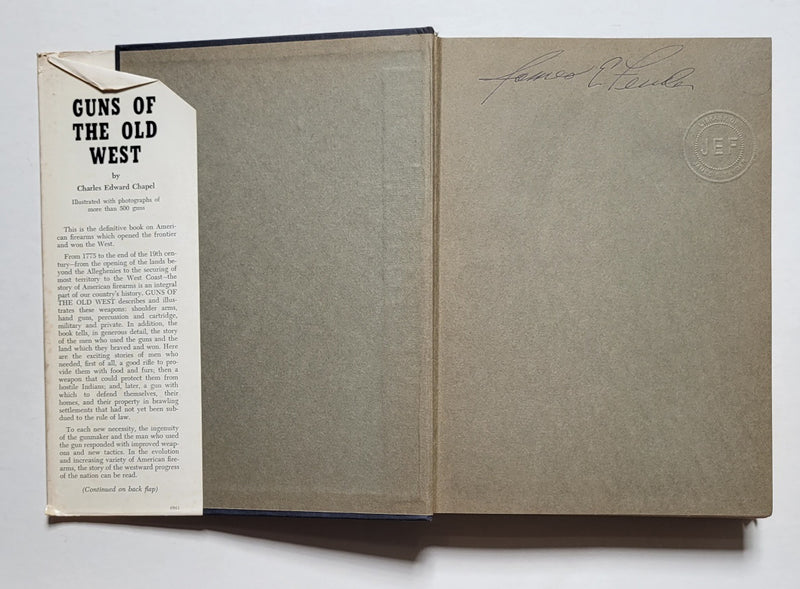 GUNS OF
THE OLD
WEST
by
Charles Edward Chapel
Illustrated with photographs of
more than 500 guns
This is the definitive book on Ameri-
can firearms which opened the frontier
and won the West.
From 1775 to the end of the 19th cen-
tury—from the opening of the lands be-
yond the Alleghenies to the securing of
most territory to the West Coast—the
story of American firearms is an integral
part of our country's history. GUNS OF
THE OLD WEST describes and illus-
trates these weapons: shoulder arms,
hand guns, percussion and cartridge,
military and private. In addition, the
book tells, in generous detail, the story
of the men who used the guns and the
land which they braved and won. Here
are the exciting stories of men who
needed, first of all, a good rifle to pro-
vide them with food and furs; then a
weapon that could protect them from
hostile Indians; and, later, a gun with
which to defend themselves, their
homes, and their property in brawling
settlements that had not yet been sub-
dued to the rule of law.
To each new necessity, the ingenuity
of the gunmaker and the man who used
the gun responded with improved weap-
ons and new tactics. In the evolution
and increasing variety of American fire-
arms, the story of the westward progress
of the nation can be read.
(Continued on back flap)
James E
LIBRARY OF
JEF